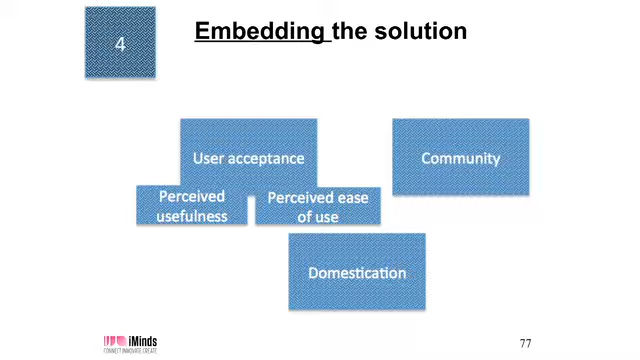 4
Embedding the solution
User acceptance
Community
Perceived
usefulness
Perceived ease
of use
Domestication
iMinds
CONNECT.INNOVATE.CREATE
77